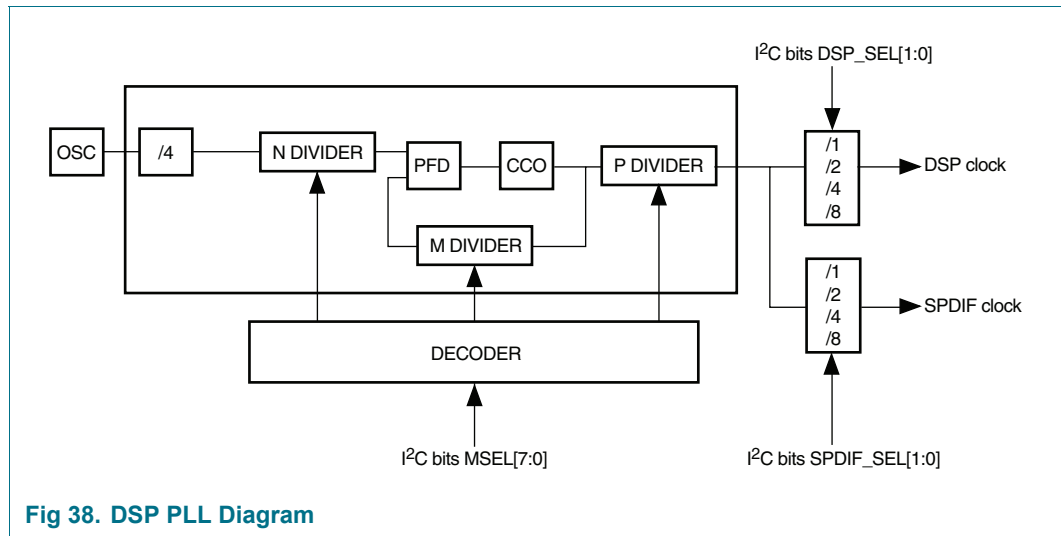 I²C bits DSP_SEL[1:0]
OSC
/4
N DIVIDER
PFD
CCO
P DIVIDER
M DIVIDER
/1
/2
/4
/8
DSP clock
/1
/2
/4
/8
SPDIF clock
DECODER
I²C bits MSEL[7:0]
I²C bits SPDIF_SEL[1:0]
Fig 38. DSP PLL Diagram